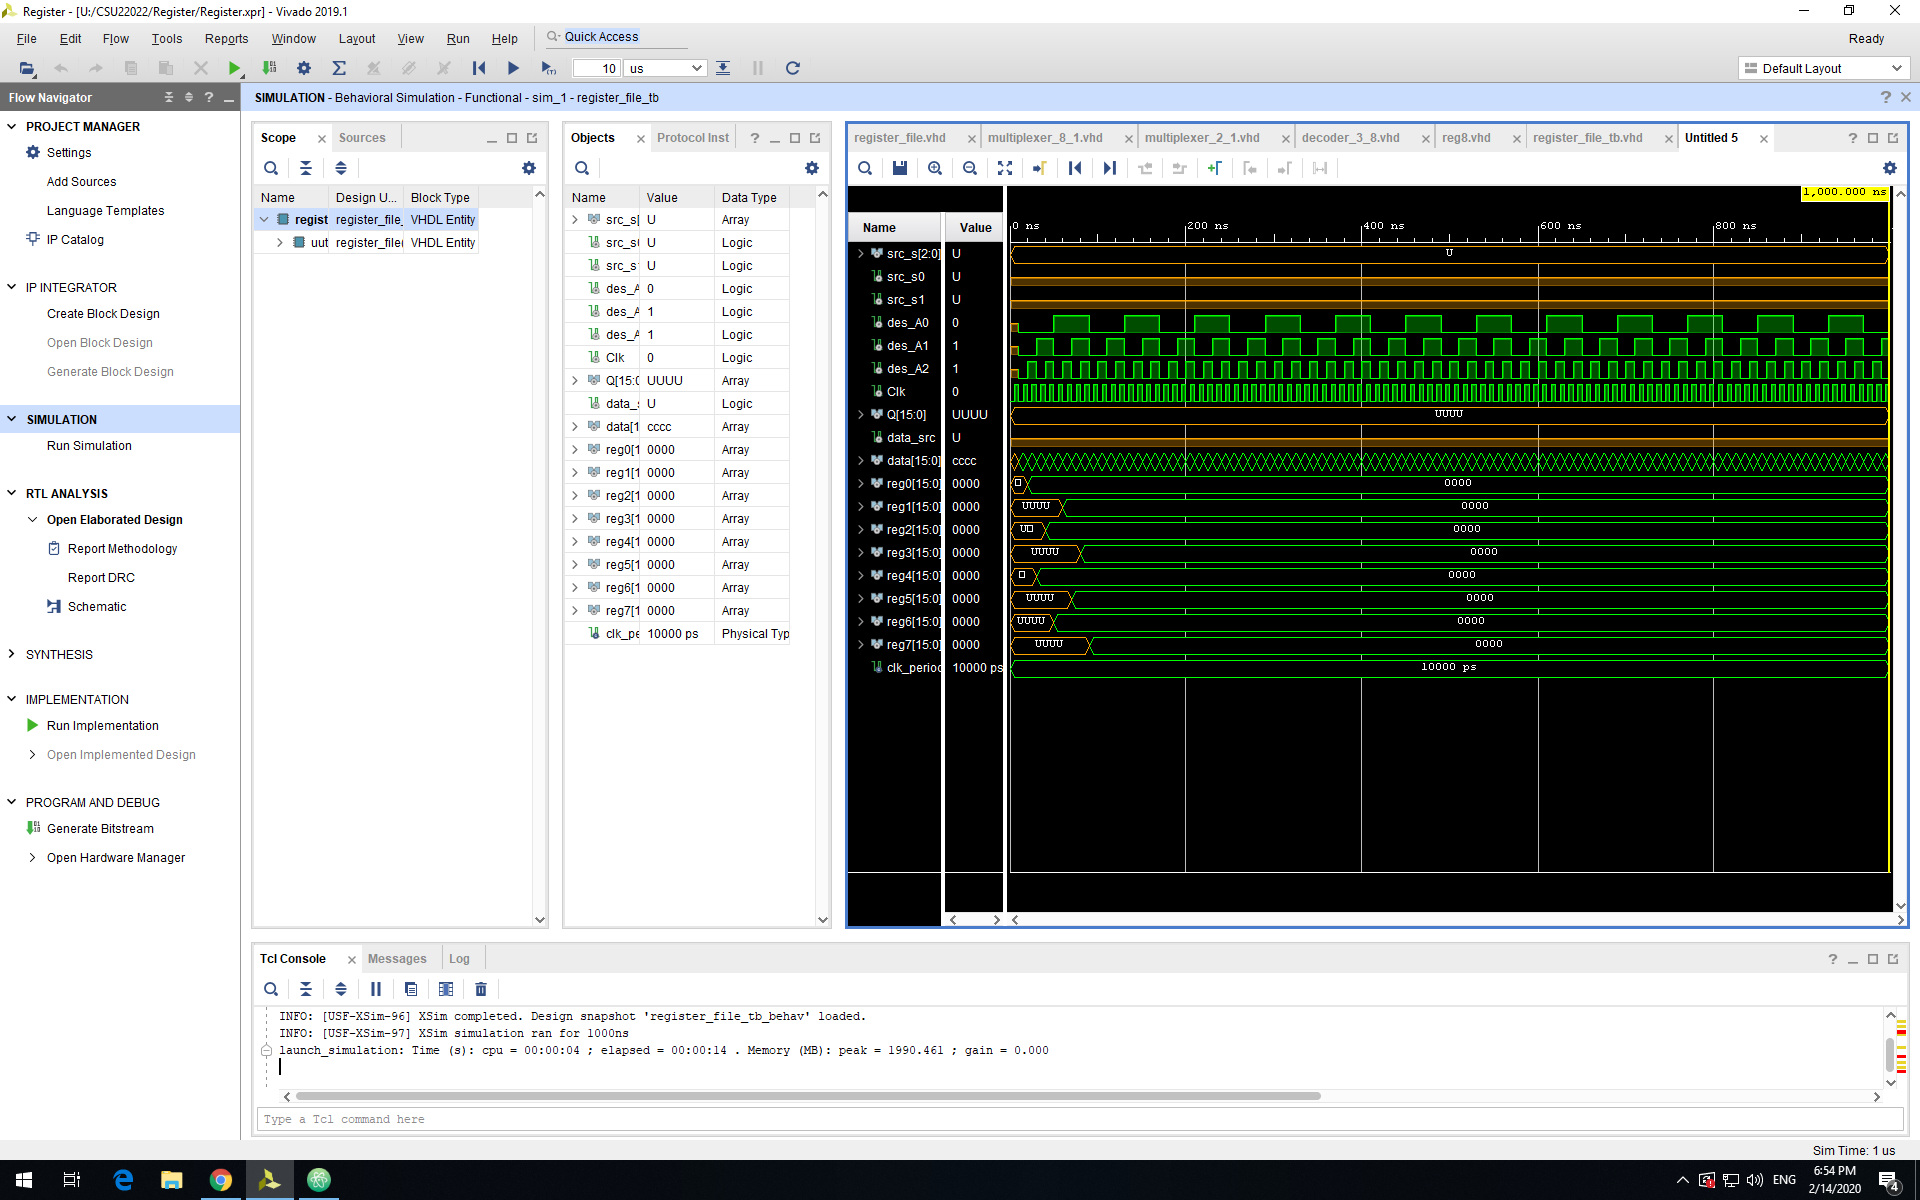 Register - [U:/CSU22022/Register/Register.xpr] - Vivado 2019.1
File Edit Flow Tools Reports Window Layout View Run Help Quick Access Ready
10 us Default Layout
Flow Navigator
PROJECT MANAGER
Settings
Add Sources
Language Templates
IP Catalog
IP INTEGRATOR
Create Block Design
Open Block Design
Generate Block Design
SIMULATION
Run Simulation
RTL ANALYSIS
Open Elaborated Design
Report Methodology
Report DRC
Schematic
SYNTHESIS
IMPLEMENTATION
Run Implementation
Open Implemented Design
PROGRAM AND DEBUG
Generate Bitstream
Open Hardware Manager
SIMULATION - Behavioral Simulation - Functional - sim_1 - register_file_tb
Scope Sources
Name Design U... Block Type
regist register_file_ VHDL Entity
uut register_file( VHDL Entity
Objects Protocol Inst
Name Value Data Type
src_s[ U Array
src_s( U Logic
src_s' U Logic
des_A 0 Logic
des_A 1 Logic
des_A 1 Logic
Clk 0 Logic
Q[15:0 UUUU Array
data_s U Logic
data[1 cccc Array
reg0[1 0000 Array
reg1[1 0000 Array
reg2[1 0000 Array
reg3[1 0000 Array
reg4[1 0000 Array
reg5[1 0000 Array
reg6[1 0000 Array
reg7[1 0000 Array
clk_pe 10000 ps Physical Typ
register_file.vhd multiplexer_8_1.vhd multiplexer_2_1.vhd decoder_3_8.vhd reg8.vhd register_file_tb.vhd Untitled 5
1,000.000 ns
Name Value 0 ns 200 ns 400 ns 600 ns 800 ns
src_s[2:0] U U
src_s0 U
src_s1 U
des_A0 0
des_A1 1
des_A2 1
Clk 0
Q[15:0] UUUU UUUU
data_src U
data[15:0] cccc
reg0[15:0] 0000 0000
reg1[15:0] 0000 UUUU 0000
reg2[15:0] 0000 U 0000
reg3[15:0] 0000 UUUU 0000
reg4[15:0] 0000 0000
reg5[15:0] 0000 UUUU 0000
reg6[15:0] 0000 UUUU 0000
reg7[15:0] 0000 UUUU 0000
clk_period 10000 ps 10000 ps
Tcl Console Messages Log
INFO: [USF-XSim-96] XSim completed. Design snapshot 'register_file_tb_behav' loaded.
INFO: [USF-XSim-97] XSim simulation ran for 1000ns
launch_simulation: Time (s): cpu = 00:00:04 ; elapsed = 00:00:14 . Memory (MB): peak = 1990.461 ; gain = 0.000
Type a Tcl command here
Sim Time: 1 us
ENG
6:54 PM
2/14/2020
4